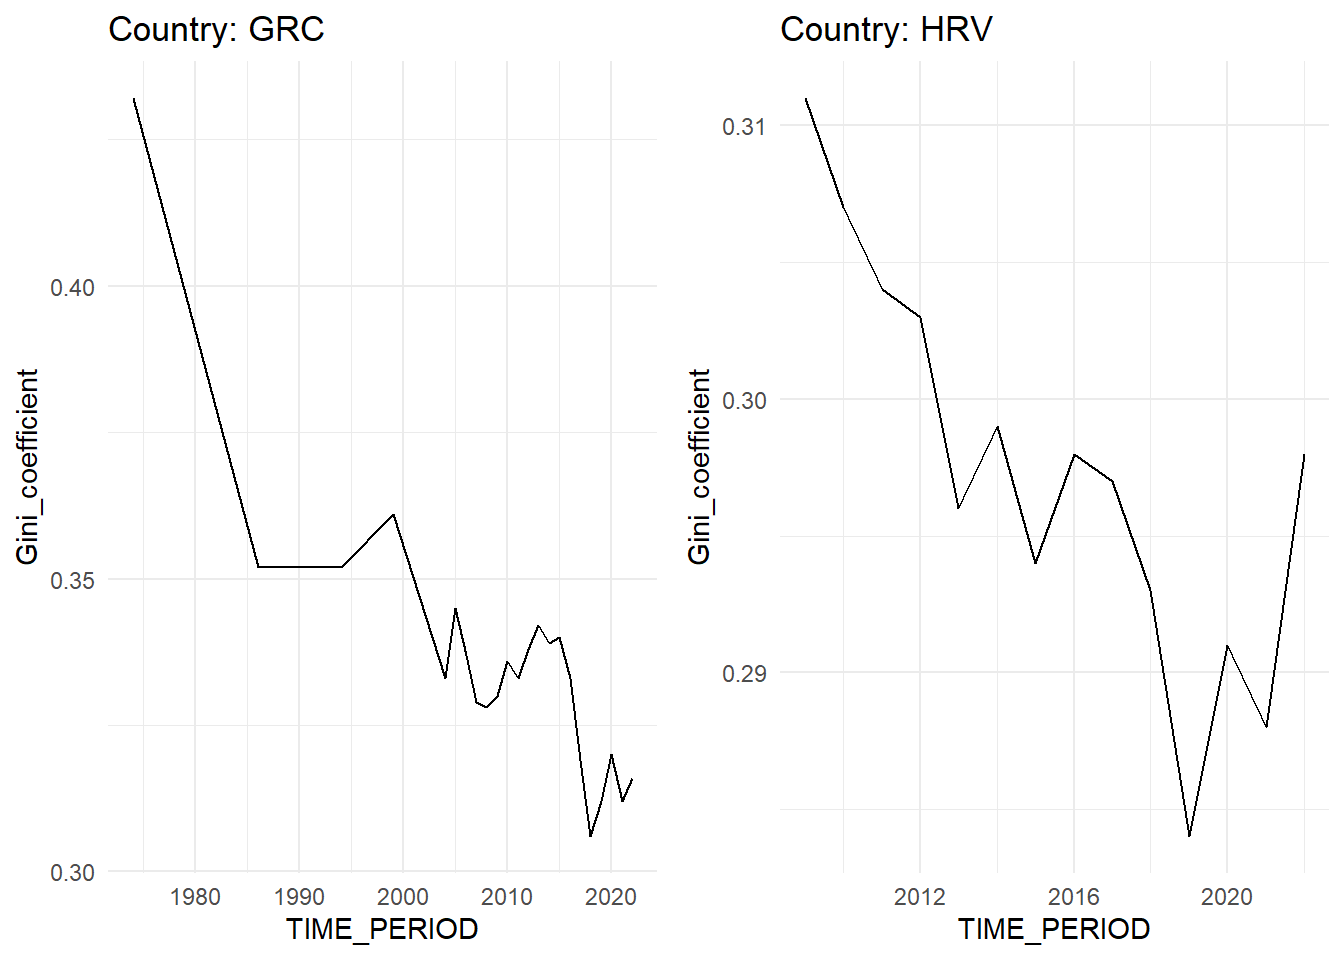 Country: GRC
Gini_coefficient
0.40
0.35
0.30
1980 1990 2000 2010 2020
TIME_PERIOD
Country: HRV
Gini_coefficient
0.31
0.30
0.29
2012 2016 2020
TIME_PERIOD